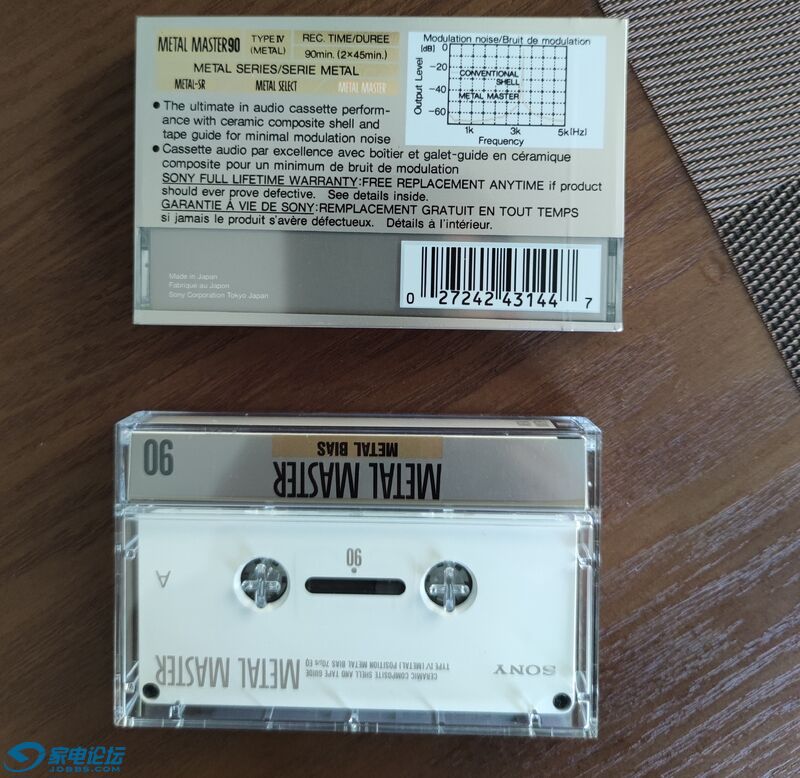 METAL MASTER90
TYPE IV
(METAL)
REC. TIME/DUREE
90min. (2×45min.)
METAL SERIES/SERIE METAL
METAL-SR METAL SELECT METAL MASTER
Modulation noise/Bruit de modulation
[dB]
0
-20
-40
-60
Output Level
CONVENTIONAL
SHELL
METAL MASTER
1k 3k 5k[Hz]
Frequency
• The ultimate in audio cassette perform-
ance with ceramic composite shell and
tape guide for minimal modulation noise
• Cassette audio par excellence avec boîtier et galet-guide en céramique
composite pour un minimum de bruit de modulation
SONY FULL LIFETIME WARRANTY:FREE REPLACEMENT ANYTIME if product
should ever prove defective. See details inside.
GARANTIE À VIE DE SONY:REMPLACEMENT GRATUIT EN TOUT TEMPS
si jamais le produit s'avère défectueux. Détails à l'intérieur.
Made in Japan
Fabrique au Japon
Sony Corporation Tokyo Japan
0 27242 43144 7
METAL BIAS
METAL MASTER
90
90
A
SONY
METAL MASTER
TYPE IV (METAL) POSITION METAL BIAS 70μs EQ
CERAMIC COMPOSITE SHELL AND TAPE GUIDE
家电论坛
JDBBS.COM